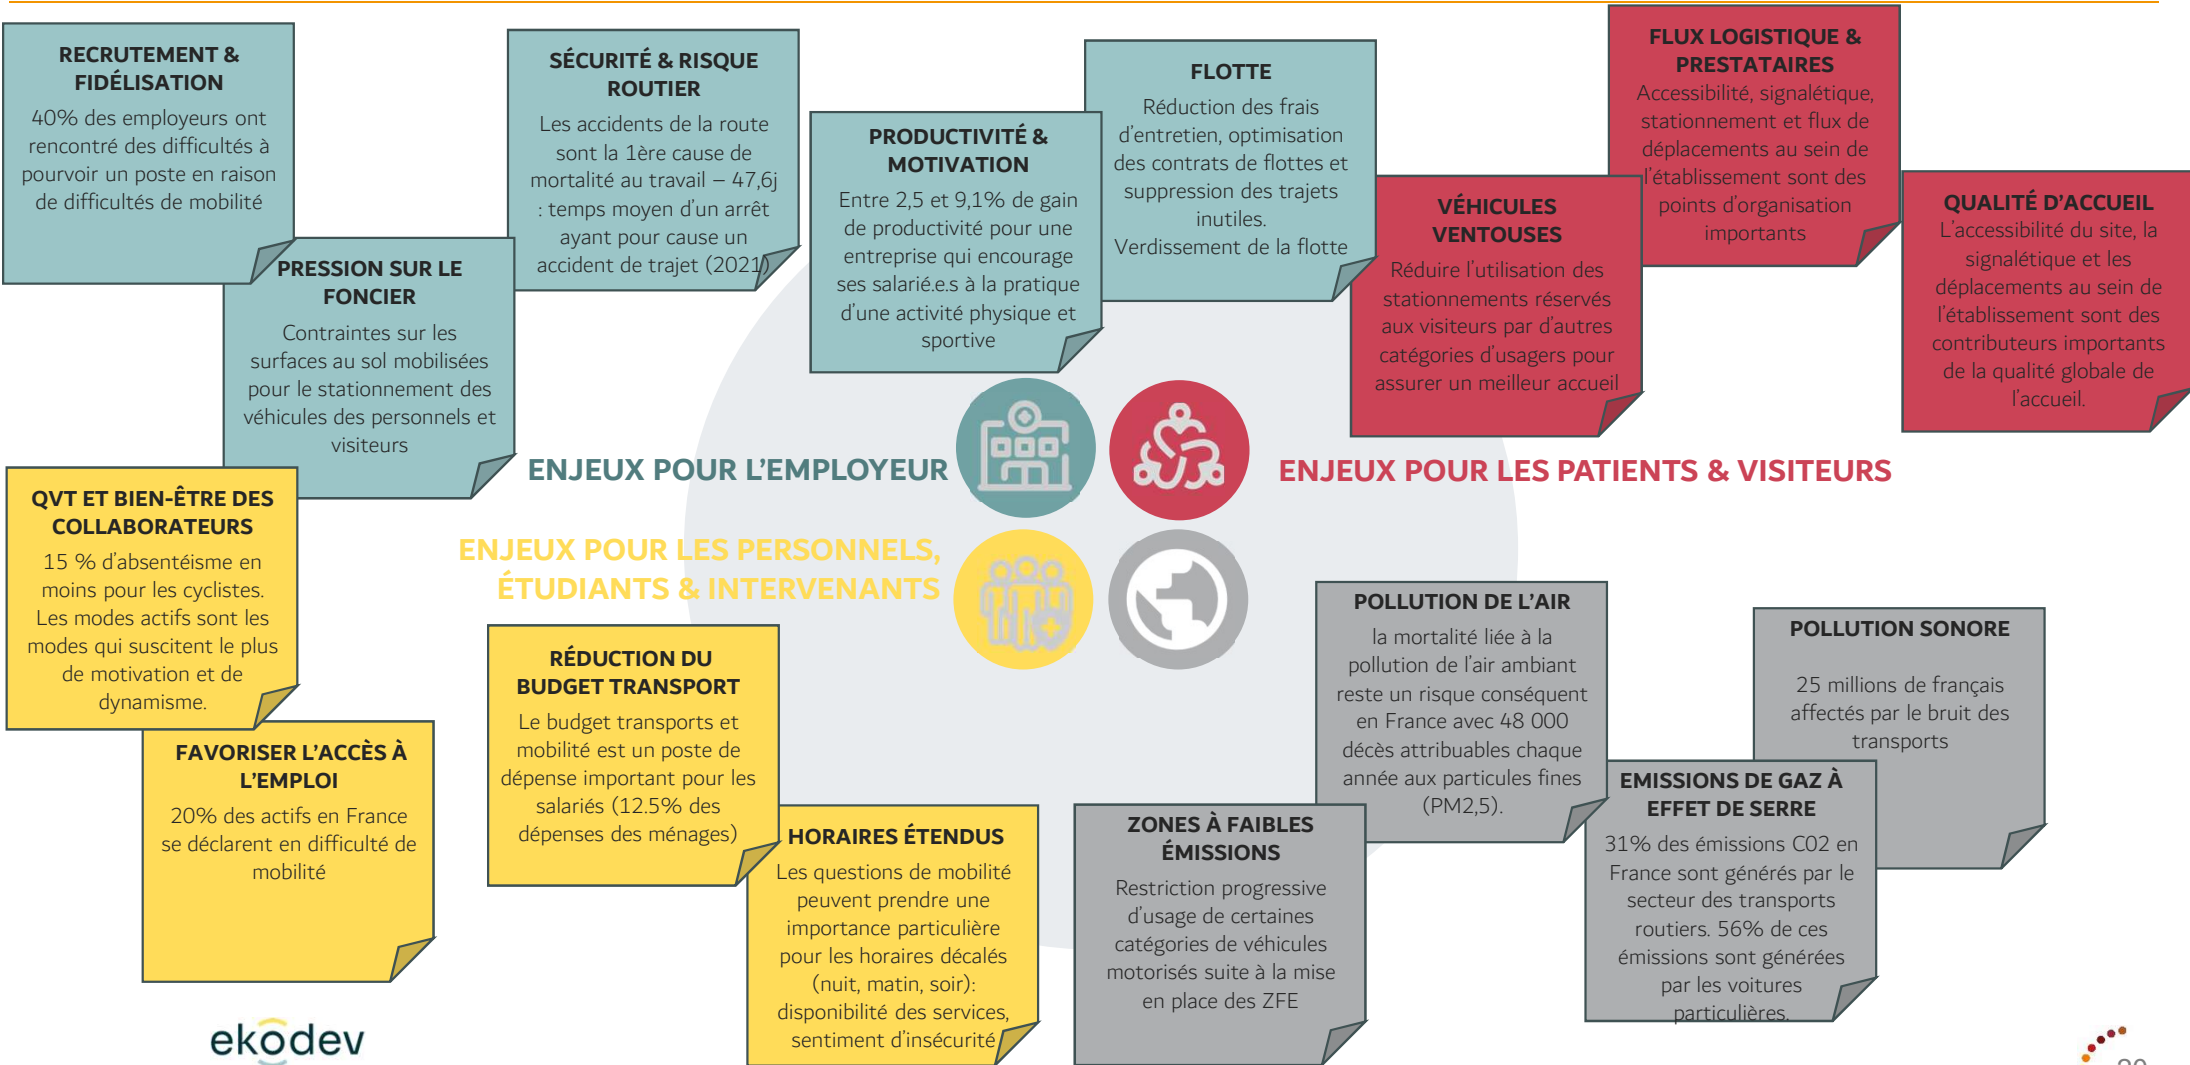 RECRUTEMENT &
FIDÉLISATION
40% des employeurs ont
rencontré des difficultés à
pourvoir un poste en raison
de difficultés de mobilité
PRESSION SUR LE
FONCIER
Contraintes sur les
surfaces au sol mobilisées
pour le stationnement des
véhicules des personnels et
visiteurs
SÉCURITÉ & RISQUE
ROUTIER
Les accidents de la route
sont la 1ère cause de
mortalité au travail – 47,6j
: temps moyen d'un arrêt
ayant pour cause un
accident de trajet (2021)
PRODUCTIVITÉ &
MOTIVATION
Entre 2,5 et 9,1% de gain
de productivité pour une
entreprise qui encourage
ses salarié.e.s à la pratique
d'une activité physique et
sportive
FLOTTE
Réduction des frais
d'entretien, optimisation
des contrats de flottes et
suppression des trajets
inutiles.
Verdissement de la flotte
VÉHICULES
VENTOUSES
Réduire l'utilisation des
stationnements réservés
aux visiteurs par d'autres
catégories d'usagers pour
assurer un meilleur accueil
FLUX LOGISTIQUE &
PRESTATAIRES
Accessibilité, signalétique,
stationnement et flux de
déplacements au sein de
l'établissement sont des
points d'organisation
importants
QUALITÉ D'ACCUEIL
L'accessibilité du site, la
signalétique et les
déplacements au sein de
l'établissement sont des
contributeurs importants
de la qualité globale de
l'accueil.
ENJEUX POUR L'EMPLOYEUR
ENJEUX POUR LES PATIENTS & VISITEURS
ENJEUX POUR LES PERSONNELS,
ÉTUDIANTS & INTERVENANTS
QVT ET BIEN-ÊTRE DES
COLLABORATEURS
15 % d'absentéisme en
moins pour les cyclistes.
Les modes actifs sont les
modes qui suscitent le plus
de motivation et de
dynamisme.
FAVORISER L'ACCÈS À
L'EMPLOI
20% des actifs en France
se déclarent en difficulté de
mobilité
RÉDUCTION DU
BUDGET TRANSPORT
Le budget transports et
mobilité est un poste de
dépense important pour les
salariés (12.5% des
dépenses des ménages)
HORAIRES ÉTENDUS
Les questions de mobilité
peuvent prendre une
importance particulière
pour les horaires décalés
(nuit, matin, soir):
disponibilité des services,
sentiment d'insécurité
ZONES À FAIBLES
ÉMISSIONS
Restriction progressive
d'usage de certaines
catégories de véhicules
motorisés suite à la mise
en place des ZFE
POLLUTION DE L'AIR
la mortalité liée à la
pollution de l'air ambiant
reste un risque conséquent
en France avec 48 000
décès attribuables chaque
année aux particules fines
(PM2,5).
EMISSIONS DE GAZ À
EFFET DE SERRE
31% des émissions C02 en
France sont générés par le
secteur des transports
routiers. 56% de ces
émissions sont générées
par les voitures
particulières.
POLLUTION SONORE
25 millions de français
affectés par le bruit des
transports
ekodev